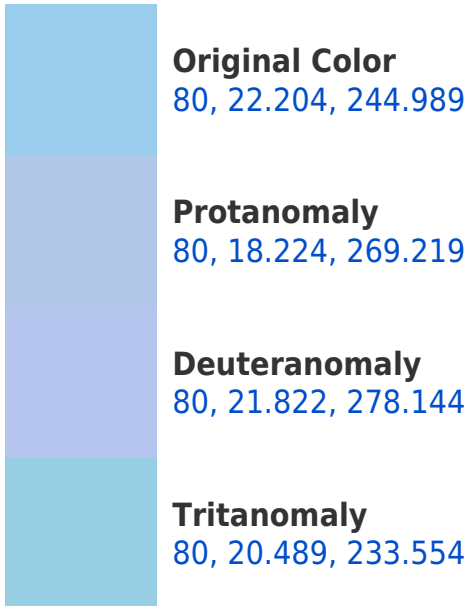 Original Color
80, 22.204, 244.989
Protanomaly
80, 18.224, 269.219
Deuteranomaly
80, 21.822, 278.144
Tritanomaly
80, 20.489, 233.554